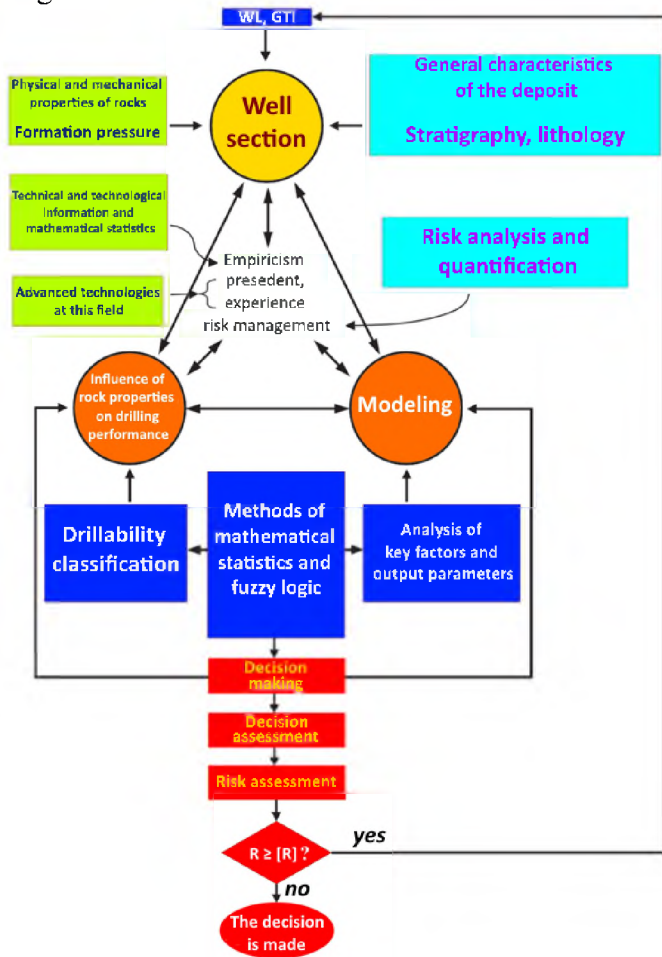 WL, GTI
Physical and mechanical
properties of rocks
Formation pressure
Well
section
General characteristics
of the deposit
Stratigraphy, lithology
Technical and technological
information and
mathematical statistics
Advanced technologies
at this field
Empiricism
presedent,
experience
risk management
Risk analysis and
quantification
Influence of
rock properties
on drilling
performance
Modeling
Drillability
classification
Methods of
mathematical
statistics and
fuzzy logic
Analysis of
key factors and
output parameters
Decision
making
Decision
assessment
Risk assessment
R ≥ [R] ?
yes
no
The decision
is made